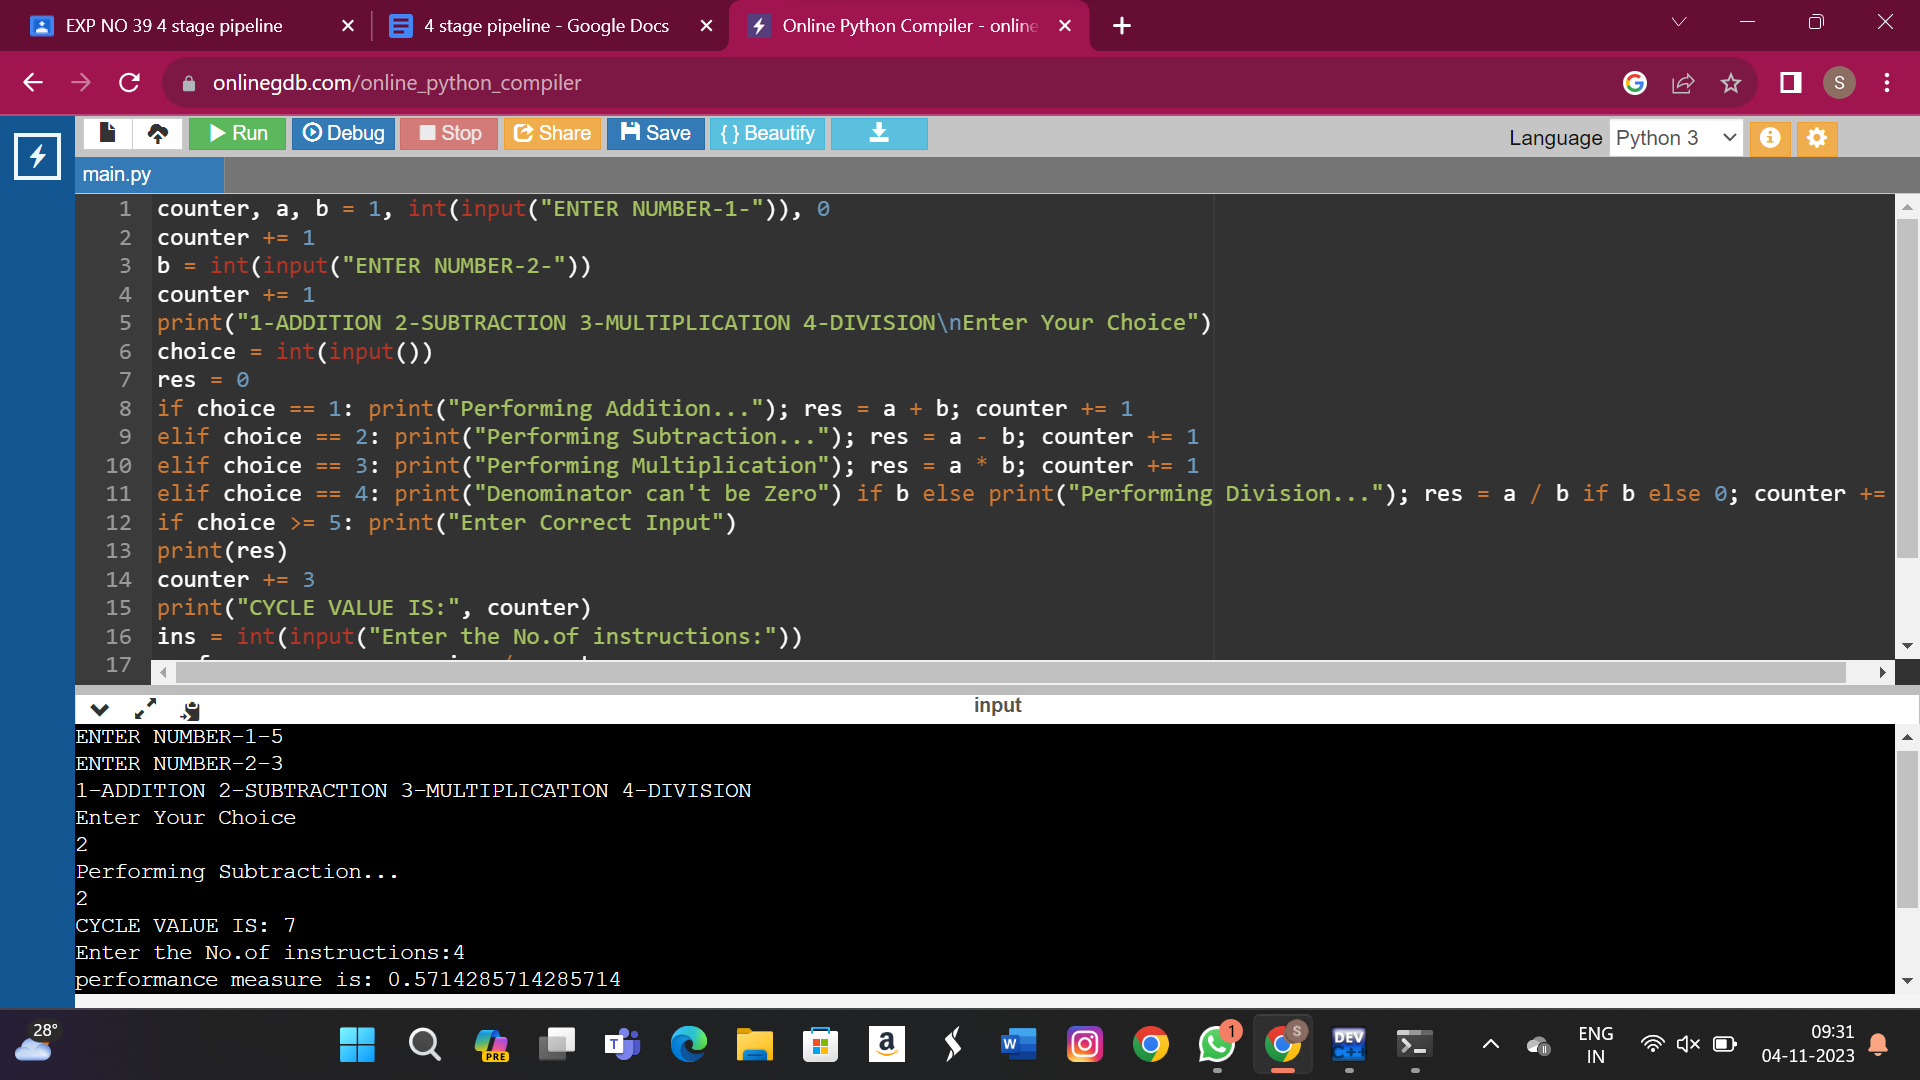 EXP NO 39 4 stage pipeline
4 stage pipeline - Google Docs
Online Python Compiler - online
onlinegdb.com/online_python_compiler
S
Run
Debug
Stop
Share
Save
{ } Beautify
Language
Python 3
main.py
1 counter, a, b = 1, int(input("ENTER NUMBER-1-")), 0
2 counter += 1
3 b = int(input("ENTER NUMBER-2-"))
4 counter += 1
5 print("1-ADDITION 2-SUBTRACTION 3-MULTIPLICATION 4-DIVISION\nEnter Your Choice")
6 choice = int(input())
7 res = 0
8 if choice == 1: print("Performing Addition..."); res = a + b; counter += 1
9 elif choice == 2: print("Performing Subtraction..."); res = a - b; counter += 1
10 elif choice == 3: print("Performing Multiplication"); res = a * b; counter += 1
11 elif choice == 4: print("Denominator can't be Zero") if b else print("Performing Division..."); res = a / b if b else 0; counter +=
12 if choice >= 5: print("Enter Correct Input")
13 print(res)
14 counter += 3
15 print("CYCLE VALUE IS:", counter)
16 ins = int(input("Enter the No.of instructions:"))
17
input
ENTER NUMBER-1-5
ENTER NUMBER-2-3
1-ADDITION 2-SUBTRACTION 3-MULTIPLICATION 4-DIVISION
Enter Your Choice
2
Performing Subtraction...
2
CYCLE VALUE IS: 7
Enter the No.of instructions:4
performance measure is: 0.5714285714285714
28°
PRE
T
a
W
1
S
DEV
C++
ENG
IN
09:31
04-11-2023